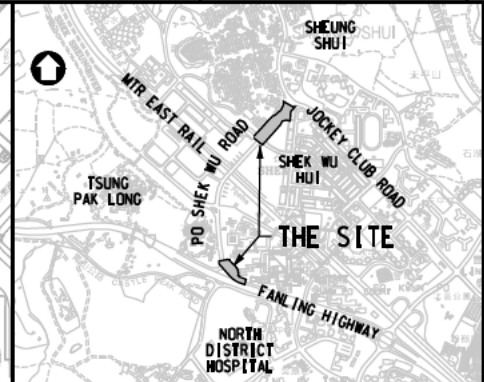 SHEUNG
SHUI
MTR EAST RAIL
PO SHEK WU ROAD
JOCKEY CLUB ROAD
SHEK WU
HUI
TSUNG
PAK LONG
THE SITE
FANLING HIGHWAY
NORTH
DISTRICT
HOSPITAL